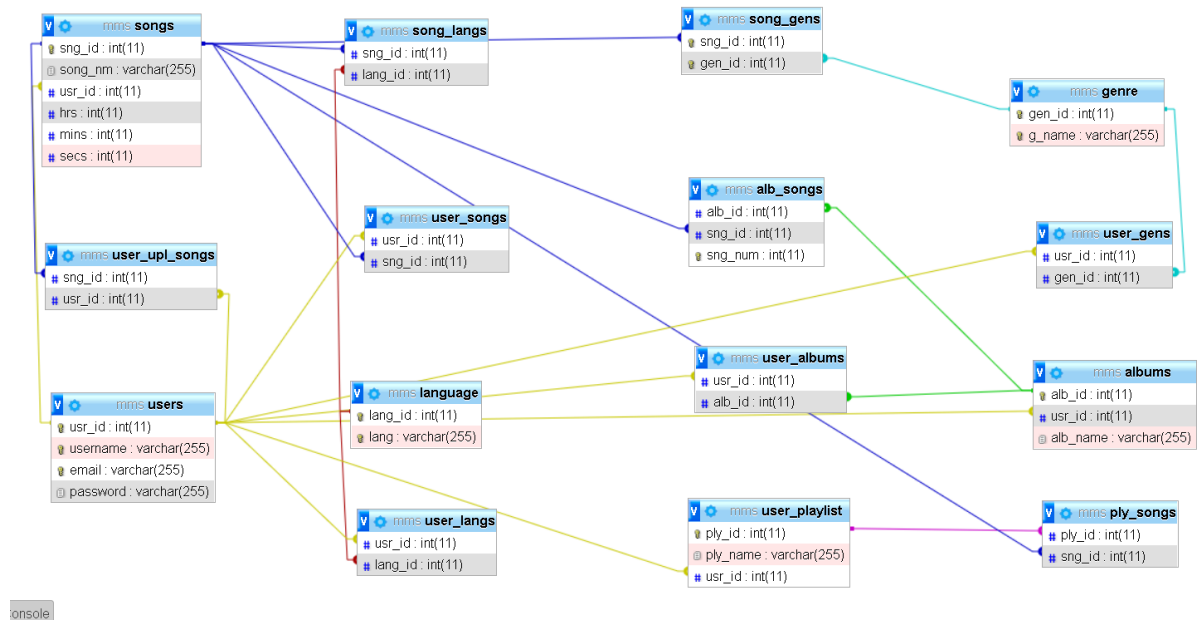 v mms songs
sng_id : int(11)
song_nm : varchar(255)
# usr_id : int(11)
# hrs : int(11)
# mins : int(11)
# secs : int(11)
v mms song_langs
# sng_id : int(11)
# lang_id : int(11)
v mms song_gens
sng_id : int(11)
gen_id : int(11)
v mms genre
gen_id : int(11)
g_name : varchar(255)
v mms user_songs
# usr_id : int(11)
# sng_id : int(11)
v mms alb_songs
# alb_id : int(11)
# sng_id : int(11)
sng_num : int(11)
v mms user_gens
# usr_id : int(11)
# gen_id : int(11)
v mms user_upl_songs
# sng_id : int(11)
# usr_id : int(11)
v mms user_albums
# usr_id : int(11)
# alb_id : int(11)
v mms albums
alb_id : int(11)
# usr_id : int(11)
alb_name : varchar(255)
v mms users
usr_id : int(11)
username : varchar(255)
email : varchar(255)
password : varchar(255)
v mms language
lang_id : int(11)
lang : varchar(255)
v mms user_langs
# usr_id : int(11)
# lang_id : int(11)
v mms user_playlist
ply_id : int(11)
ply_name : varchar(255)
# usr_id : int(11)
v mms ply_songs
# ply_id : int(11)
# sng_id : int(11)
onsole